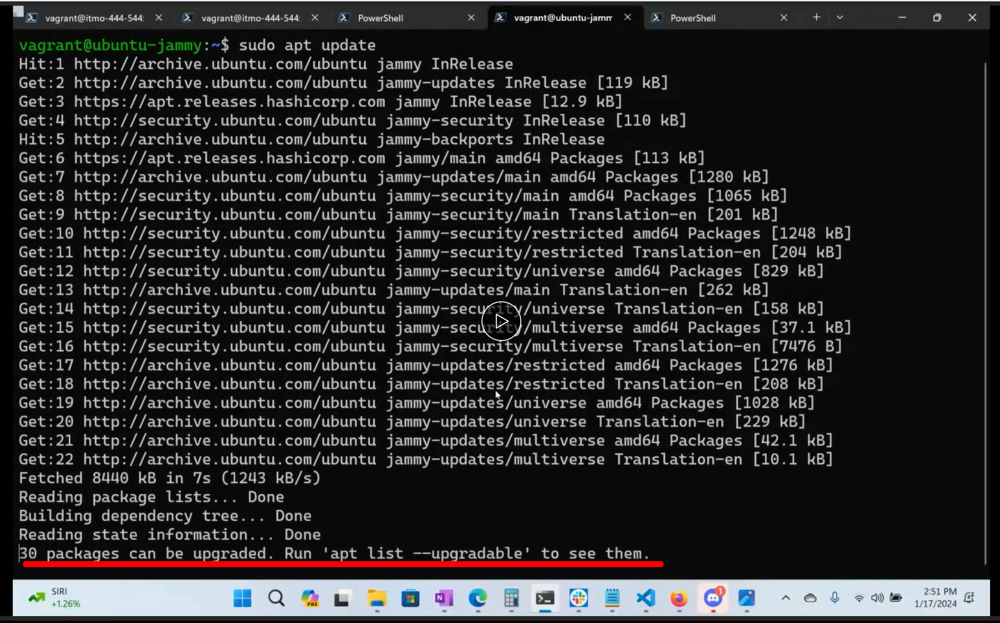 vagrant@itmo-444-544:
vagrant@itmo-444-544:
PowerShell
vagrant@ubuntu-jamm
PowerShell
vagrant@ubuntu-jammy:~$ sudo apt update
Hit:1 http://archive.ubuntu.com/ubuntu jammy InRelease
Get:2 http://archive.ubuntu.com/ubuntu jammy-updates InRelease [119 kB]
Get:3 https://apt.releases.hashicorp.com jammy InRelease [12.9 kB]
Get:4 http://security.ubuntu.com/ubuntu jammy-security InRelease [110 kB]
Hit:5 http://archive.ubuntu.com/ubuntu jammy-backports InRelease
Get:6 https://apt.releases.hashicorp.com jammy/main amd64 Packages [113 kB]
Get:7 http://archive.ubuntu.com/ubuntu jammy-updates/main amd64 Packages [1280 kB]
Get:8 http://security.ubuntu.com/ubuntu jammy-security/main amd64 Packages [1065 kB]
Get:9 http://security.ubuntu.com/ubuntu jammy-security/main Translation-en [201 kB]
Get:10 http://security.ubuntu.com/ubuntu jammy-security/restricted amd64 Packages [1248 kB]
Get:11 http://security.ubuntu.com/ubuntu jammy-security/restricted Translation-en [204 kB]
Get:12 http://security.ubuntu.com/ubuntu jammy-security/universe amd64 Packages [829 kB]
Get:13 http://archive.ubuntu.com/ubuntu jammy-updates/main Translation-en [262 kB]
Get:14 http://security.ubuntu.com/ubuntu jammy-security/universe Translation-en [158 kB]
Get:15 http://security.ubuntu.com/ubuntu jammy-security/multiverse amd64 Packages [37.1 kB]
Get:16 http://security.ubuntu.com/ubuntu jammy-security/multiverse Translation-en [7476 B]
Get:17 http://archive.ubuntu.com/ubuntu jammy-updates/restricted amd64 Packages [1276 kB]
Get:18 http://archive.ubuntu.com/ubuntu jammy-updates/restricted Translation-en [208 kB]
Get:19 http://archive.ubuntu.com/ubuntu jammy-updates/universe amd64 Packages [1028 kB]
Get:20 http://archive.ubuntu.com/ubuntu jammy-updates/universe Translation-en [229 kB]
Get:21 http://archive.ubuntu.com/ubuntu jammy-updates/multiverse amd64 Packages [42.1 kB]
Get:22 http://archive.ubuntu.com/ubuntu jammy-updates/multiverse Translation-en [10.1 kB]
Fetched 8440 kB in 7s (1243 kB/s)
Reading package lists... Done
Building dependency tree... Done
Reading state information... Done
30 packages can be upgraded. Run 'apt list --upgradable' to see them.
SIRI
+1.26%
PRE
N
1
2:51 PM
1/17/2024